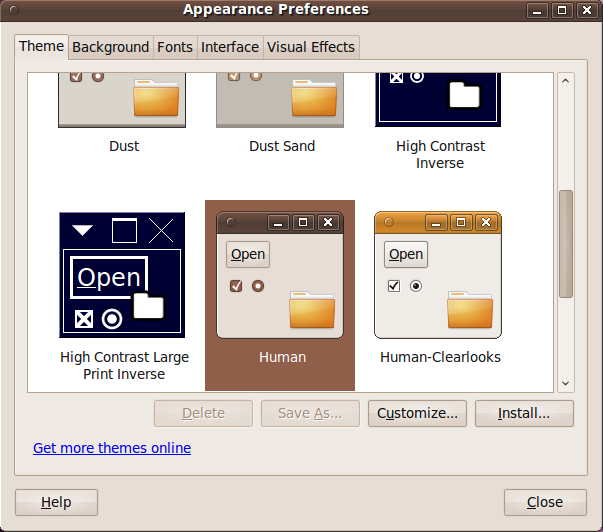 Appearance Preferences
Theme Background Fonts Interface Visual Effects
Dust Dust Sand High Contrast
Inverse
Open Open Open
High Contrast Large Human Human-Clearlooks
Print Inverse
Delete Save As... Customize... Install...
Get more themes online
Help Close